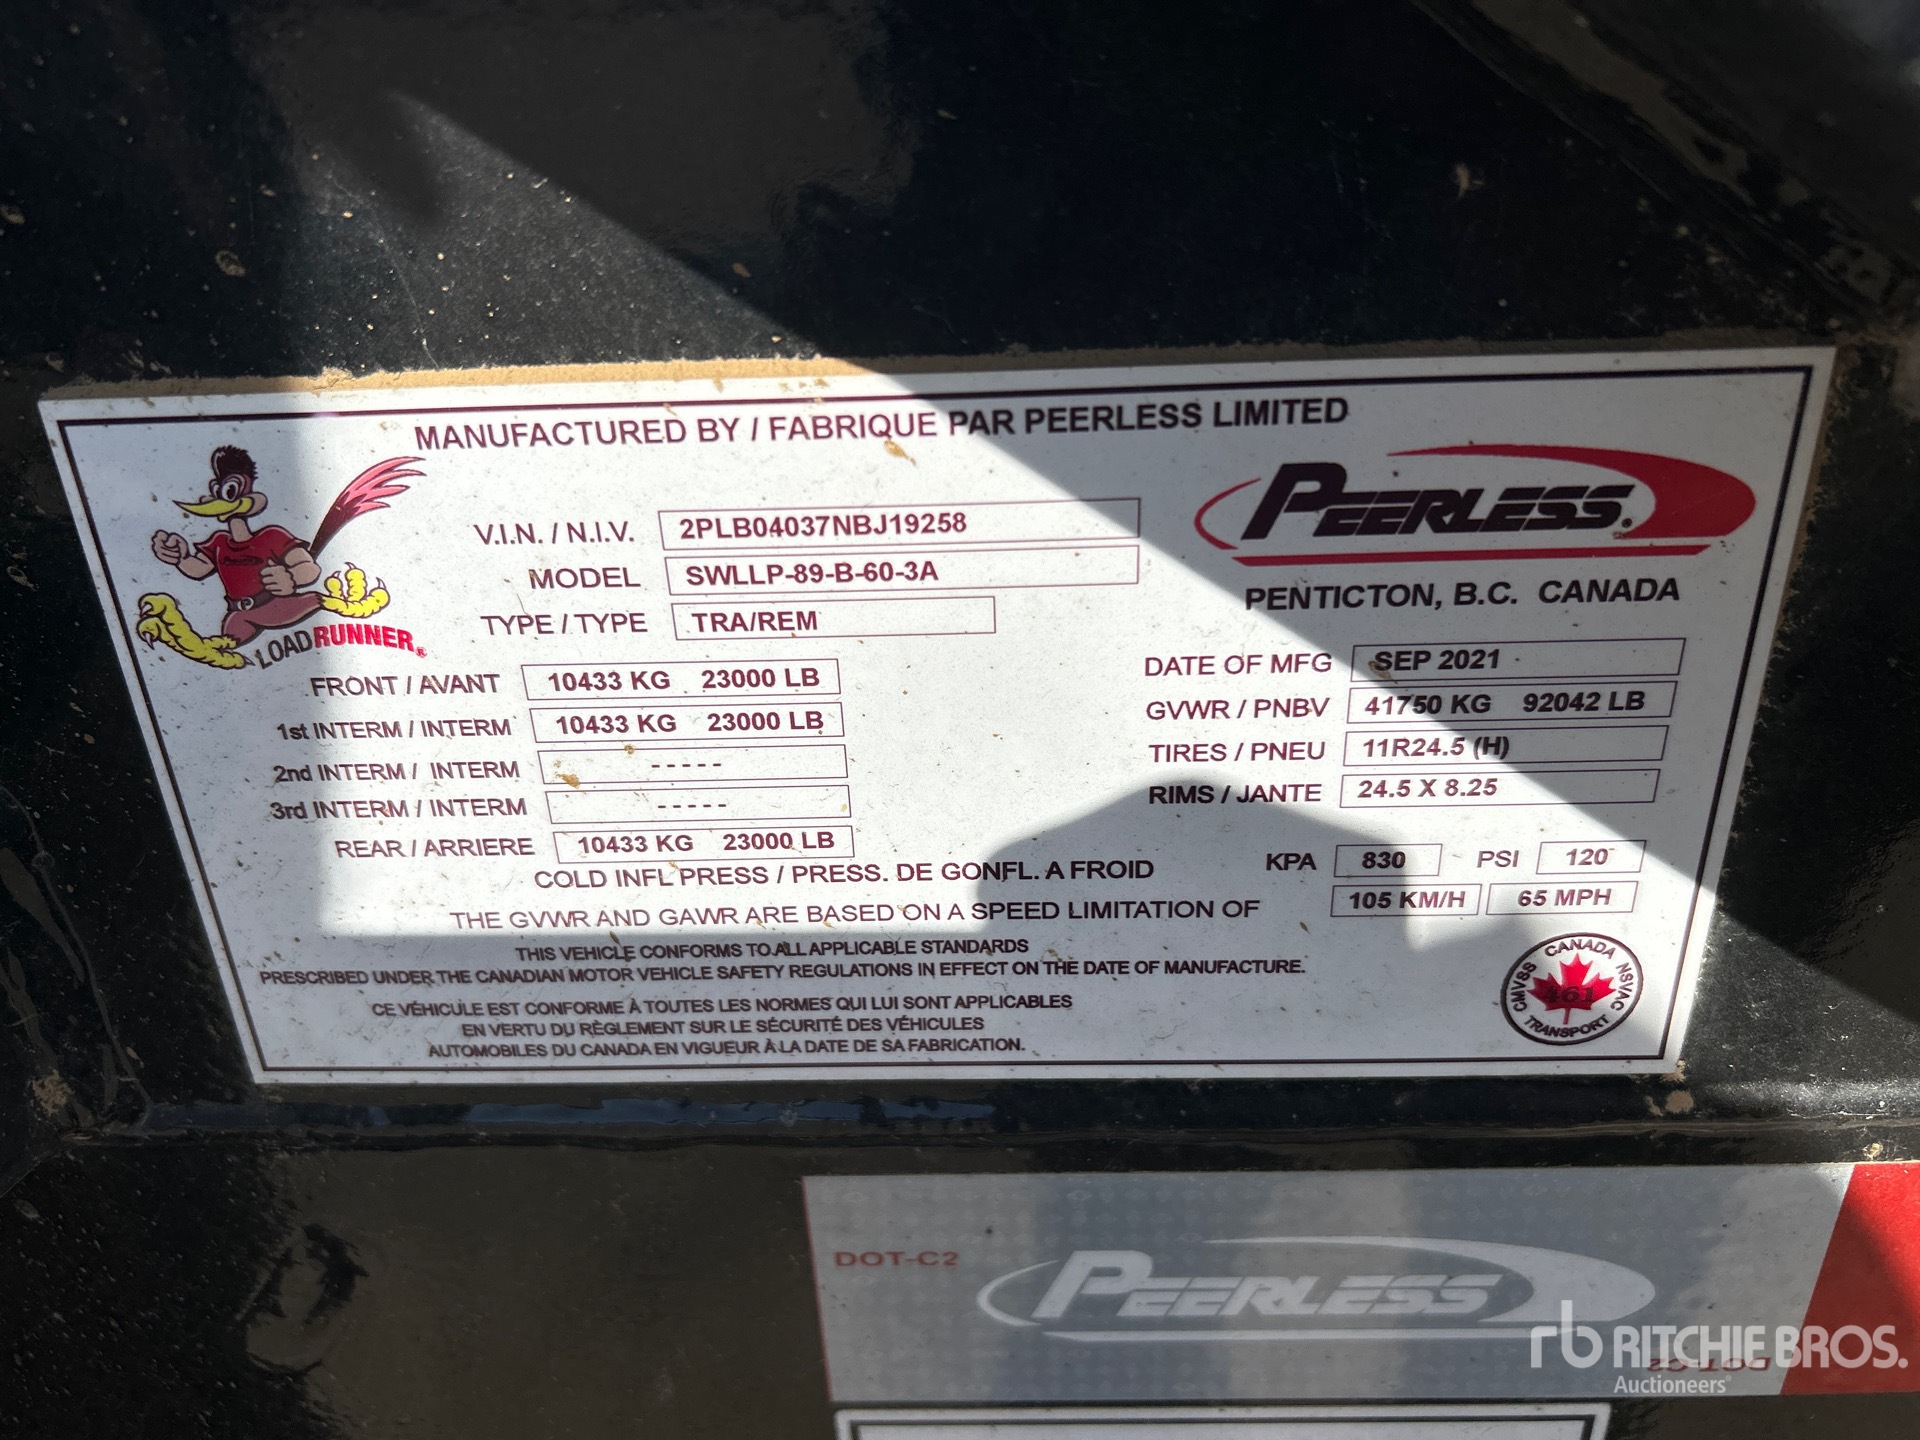 MANUFACTURED BY / FABRIQUE PAR PEERLESS LIMITED
LOADRUNNER®
PEERLESS®
PENTICTON, B.C. CANADA
V.I.N. / N.I.V. 2PLB04037NBJ19258
MODEL SWLLP-89-B-60-3A
TYPE / TYPE TRA/REM
FRONT / AVANT 10433 KG 23000 LB
1st INTERM / INTERM 10433 KG 23000 LB
2nd INTERM / INTERM -----
3rd INTERM / INTERM -----
REAR / ARRIERE 10433 KG 23000 LB
DATE OF MFG SEP 2021
GVWR / PNBV 41750 KG 92042 LB
TIRES / PNEU 11R24.5 (H)
RIMS / JANTE 24.5 X 8.25
COLD INFL PRESS / PRESS. DE GONFL. A FROID KPA 830 PSI 120
THE GVWR AND GAWR ARE BASED ON A SPEED LIMITATION OF 105 KM/H 65 MPH
THIS VEHICLE CONFORMS TO ALL APPLICABLE STANDARDS
PRESCRIBED UNDER THE CANADIAN MOTOR VEHICLE SAFETY REGULATIONS IN EFFECT ON THE DATE OF MANUFACTURE.
CE VÉHICULE EST CONFORME À TOUTES LES NORMES QUI LUI SONT APPLICABLES
EN VERTU DU RÈGLEMENT SUR LE SÉCURITÉ DES VÉHICULES
AUTOMOBILES DU CANADA EN VIGUEUR À LA DATE DE SA FABRICATION.
CANADA
CMVSS
NSVAC
461
TRANSPORT
DOT-C2
PEERLESS
DOT-C2
rb RITCHIE BROS.
Auctioneers